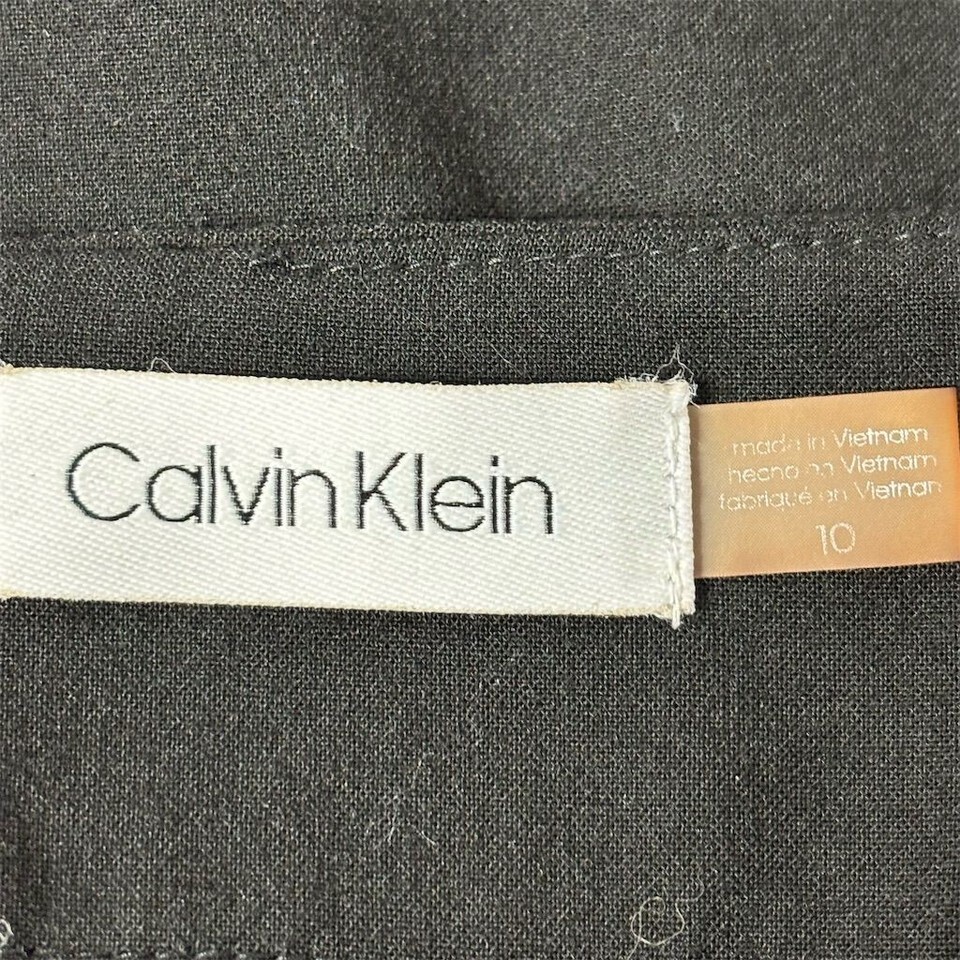 Calvin Klein
made in Vietnam
hecho en Vietnam
fabriqué en Vietnam
10